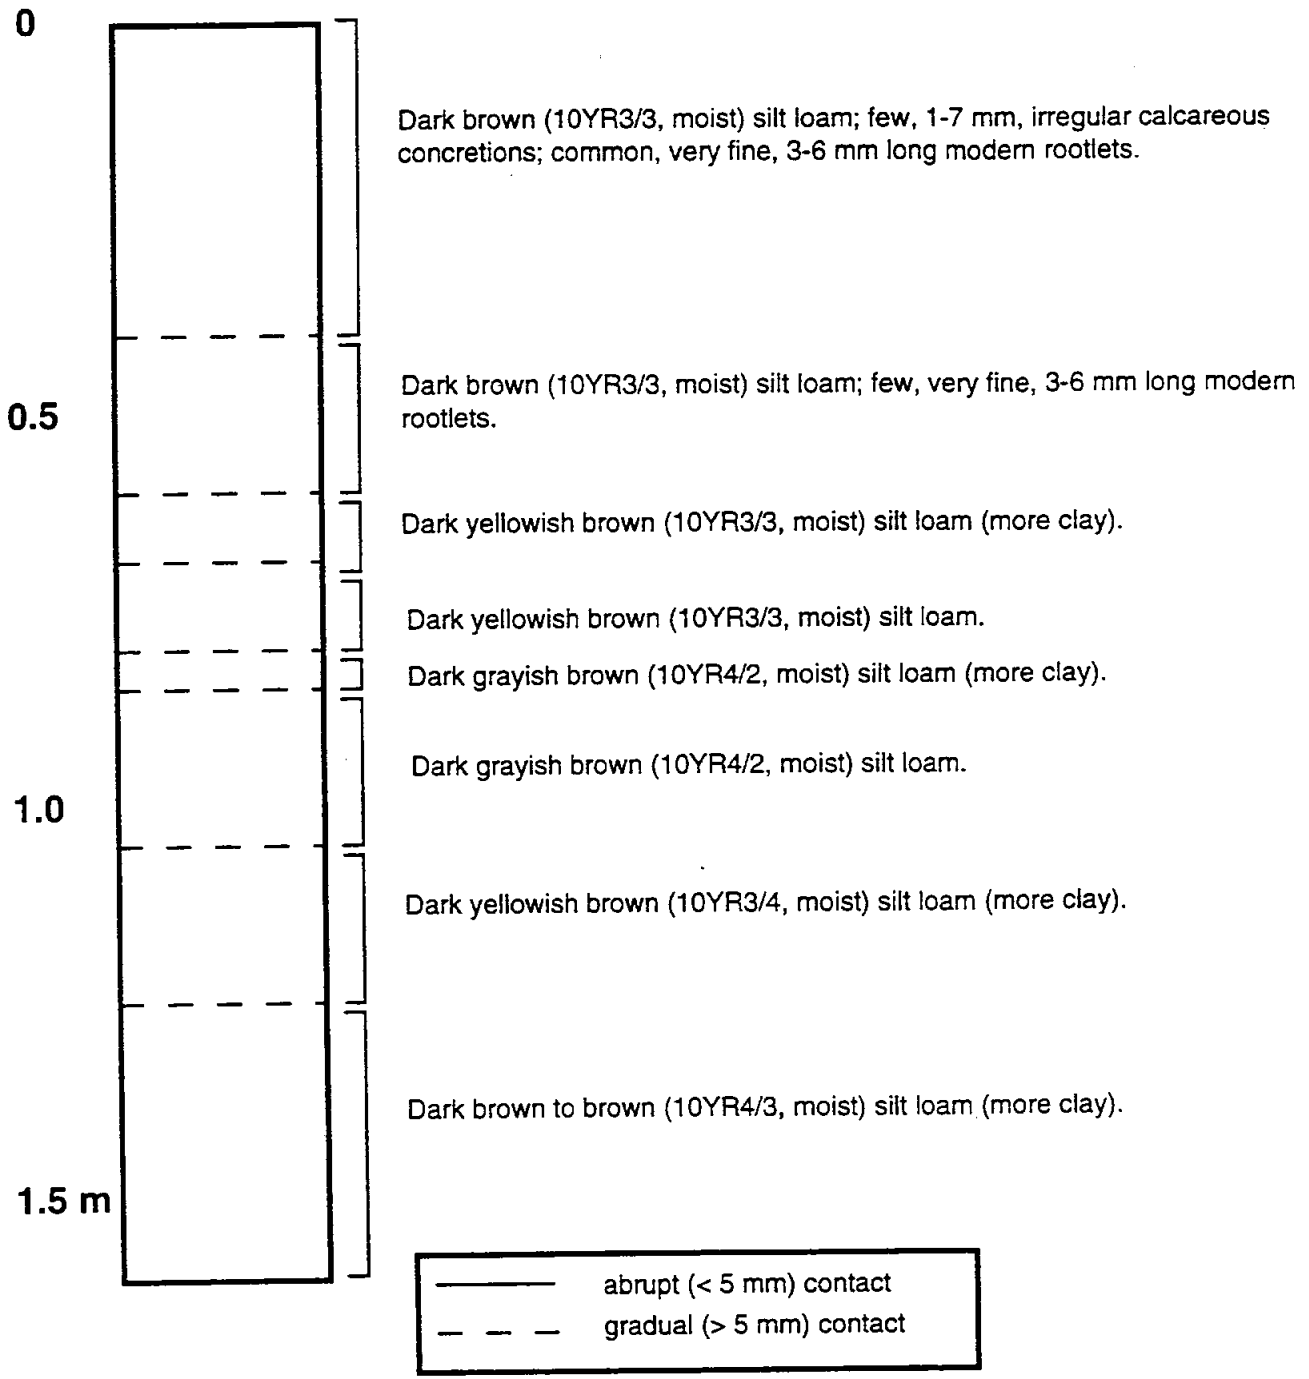 0
Dark brown (10YR3/3, moist) silt loam; few, 1-7 mm, irregular calcareous
concretions; common, very fine, 3-6 mm long modern rootlets.
Dark brown (10YR3/3, moist) silt loam; few, very fine, 3-6 mm long modern
rootlets.
0.5
Dark yellowish brown (10YR3/3, moist) silt loam (more clay).
Dark yellowish brown (10YR3/3, moist) silt loam.
Dark grayish brown (10YR4/2, moist) silt loam (more clay).
Dark grayish brown (10YR4/2, moist) silt loam.
1.0
Dark yellowish brown (10YR3/4, moist) silt loam (more clay).
Dark brown to brown (10YR4/3, moist) silt loam (more clay).
1.5 m
abrupt (< 5 mm) contact
gradual (> 5 mm) contact